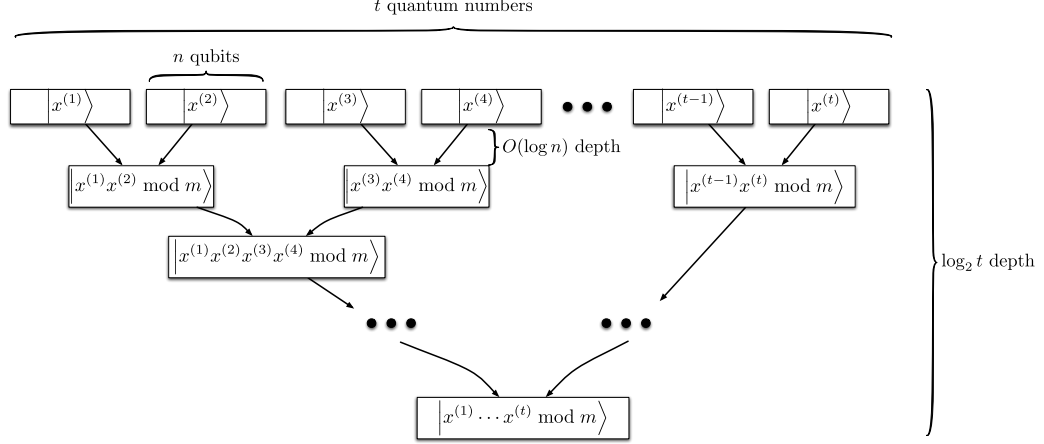 t quantum numbers
n qubits
|x^(1)⟩ |x^(2)⟩ |x^(3)⟩ |x^(4)⟩ ••• |x^(t−1)⟩ |x^(t)⟩
O(log n) depth
|x^(1)x^(2) mod m⟩ |x^(3)x^(4) mod m⟩ |x^(t−1)x^(t) mod m⟩
|x^(1)x^(2)x^(3)x^(4) mod m⟩
log₂ t depth
••• •••
|x^(1) ··· x^(t) mod m⟩